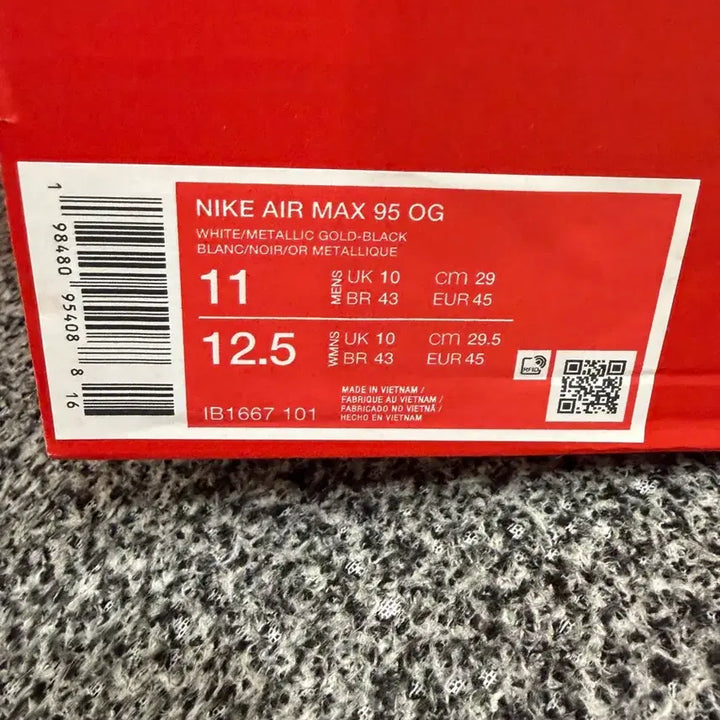 1 98480 95408 8 16
NIKE AIR MAX 95 OG
WHITE/METALLIC GOLD-BLACK
BLANC/NOIR/OR METALLIQUE
11 MENS UK 10 cm 29
BR 43 EUR 45
12.5 WMNS UK 10 cm 29.5
BR 43 EUR 45
RFID
IB1667 101
MADE IN VIETNAM /
FABRIQUE AU VIETNAM /
FABRICADO NO VIETNÃ /
HECHO EN VIETNAM